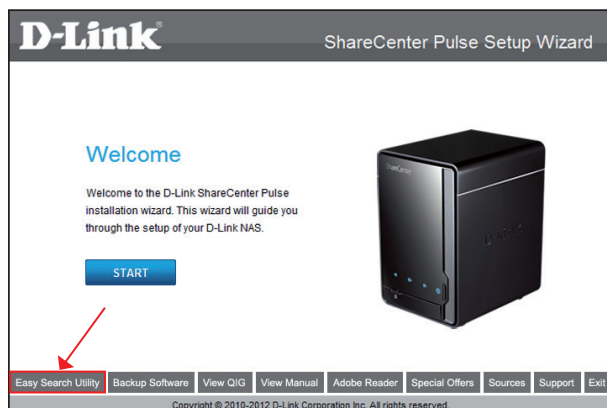 D-Link®
ShareCenter Pulse Setup Wizard
Welcome
Welcome to the D-Link ShareCenter Pulse
installation wizard. This wizard will guide you
through the setup of your D-Link NAS.
ShareCenter
D-Link
START
Easy Search Utility Backup Software View QIG View Manual Adobe Reader Special Offers Sources Support Exit
Copyright © 2010-2012 D-Link Corporation Inc. All rights reserved.